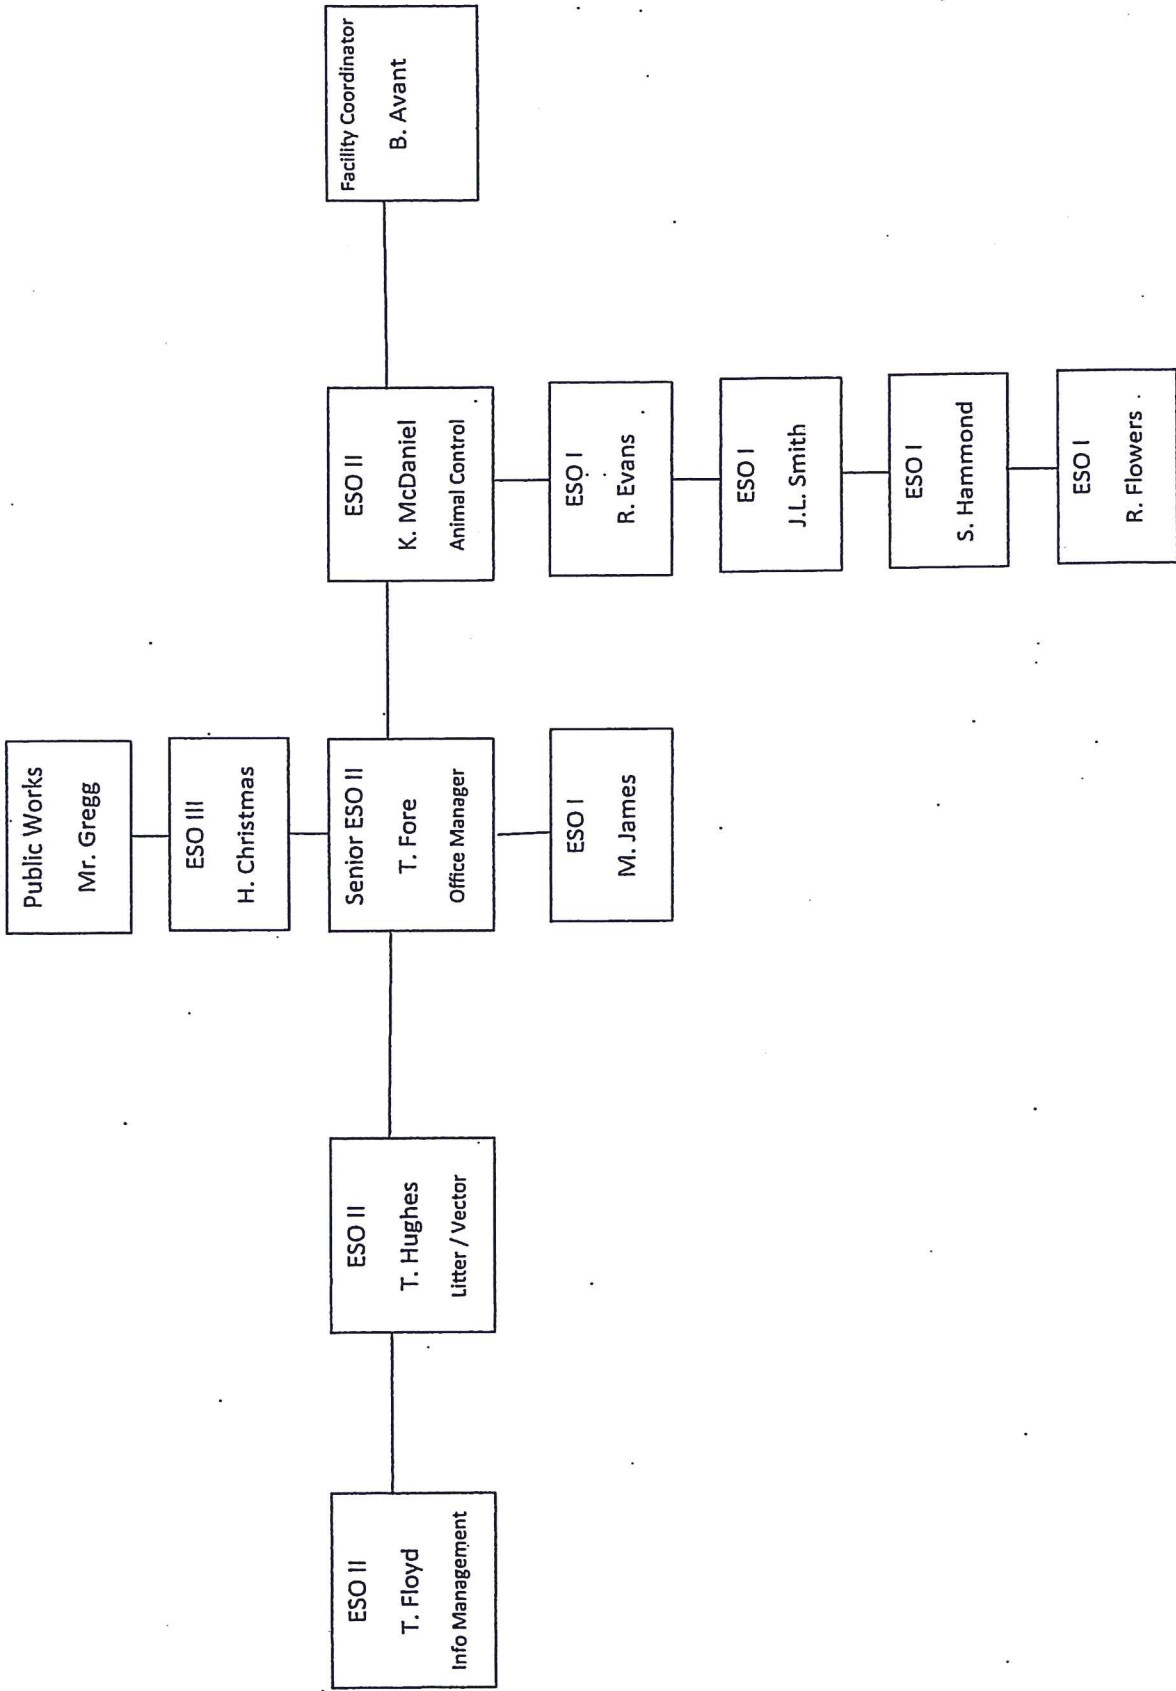 Public Works
Mr. Gregg
ESO III
H. Christmas
ESO II
T. Floyd
Info Management
ESO II
T. Hughes
Litter / Vector
Senior ESO II
T. Fore
Office Manager
ESO II
K. McDaniel
Animal Control
Facility Coordinator
B. Avant
ESO I
M. James
ESO I
R. Evans
ESO I
J.L. Smith
ESO I
S. Hammond
ESO I
R. Flowers